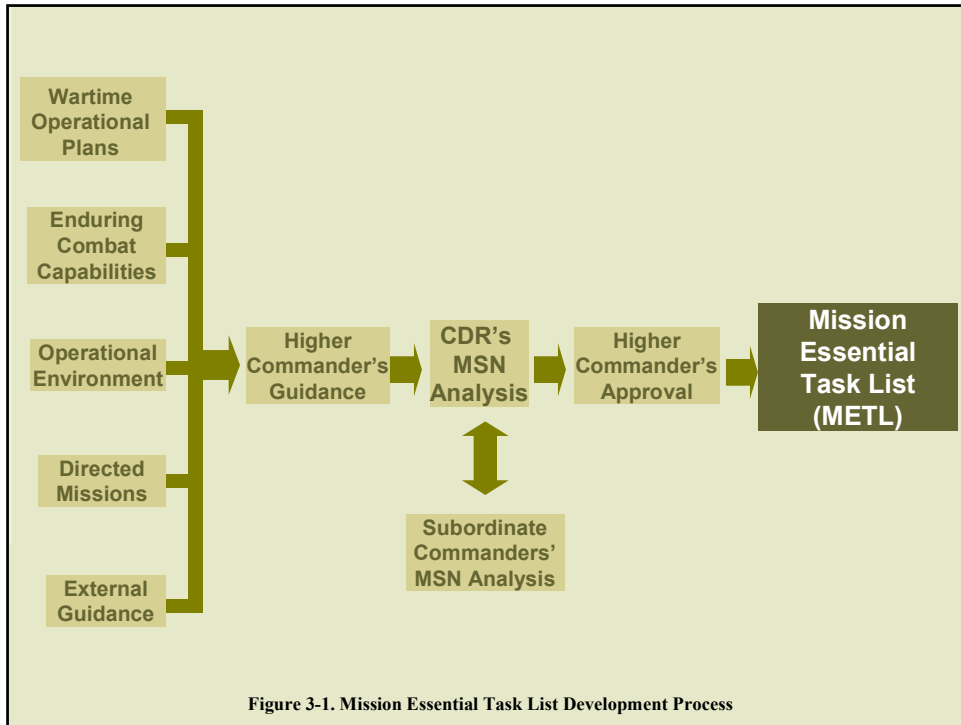 Wartime
Operational
Plans
Enduring
Combat
Capabilities
Operational
Environment
Directed
Missions
External
Guidance
Higher
Commander’s
Guidance
CDR’s
MSN
Analysis
Subordinate
Commanders’
MSN Analysis
Higher
Commander’s
Approval
Mission
Essential
Task List
(METL)
Figure 3-1. Mission Essential Task List Development Process